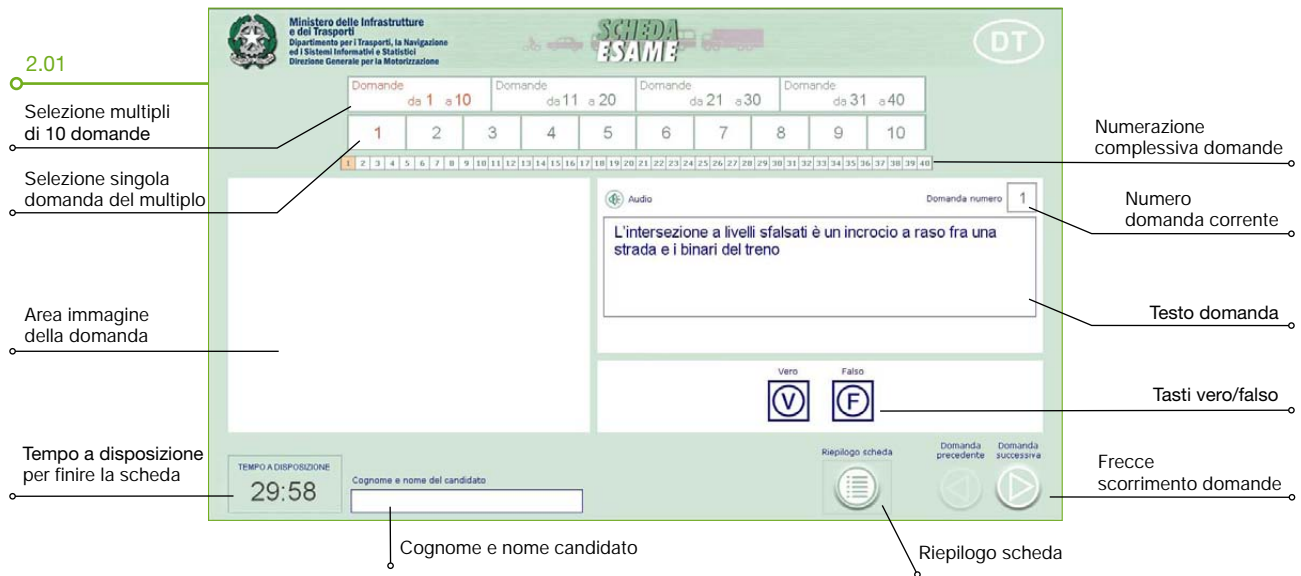 Ministero delle Infrastrutture
e dei Trasporti
Dipartimento per i Trasporti, la Navigazione
ed i Sistemi Informativi e Statistici
Direzione Generale per la Motorizzazione
SCHEDA
ESAME
DT
2.01
Domande
da 1 a 10
Domande
da 11 a 20
Domande
da 21 a 30
Domande
da 31 a 40
Selezione multipli
di 10 domande
1 2 3 4 5 6 7 8 9 10
1 2 3 4 5 6 7 8 9 10 11 12 13 14 15 16 17 18 19 20 21 22 23 24 25 26 27 28 29 30 31 32 33 34 35 36 37 38 39 40
Numerazione
complessiva domande
Selezione singola
domanda del multiplo
Audio
Domanda numero 1
Numero
domanda corrente
L'intersezione a livelli sfalsati è un incrocio a raso fra una
strada e i binari del treno
Area immagine
della domanda
Testo domanda
Vero
Falso
V
F
Tasti vero/falso
Tempo a disposizione
per finire la scheda
TEMPO A DISPOSIZIONE
29:58
Cognome e nome del candidato
Riepilogo scheda
Domanda
precedente
Domanda
successiva
Frecce
scorrimento domande
Cognome e nome candidato
Riepilogo scheda